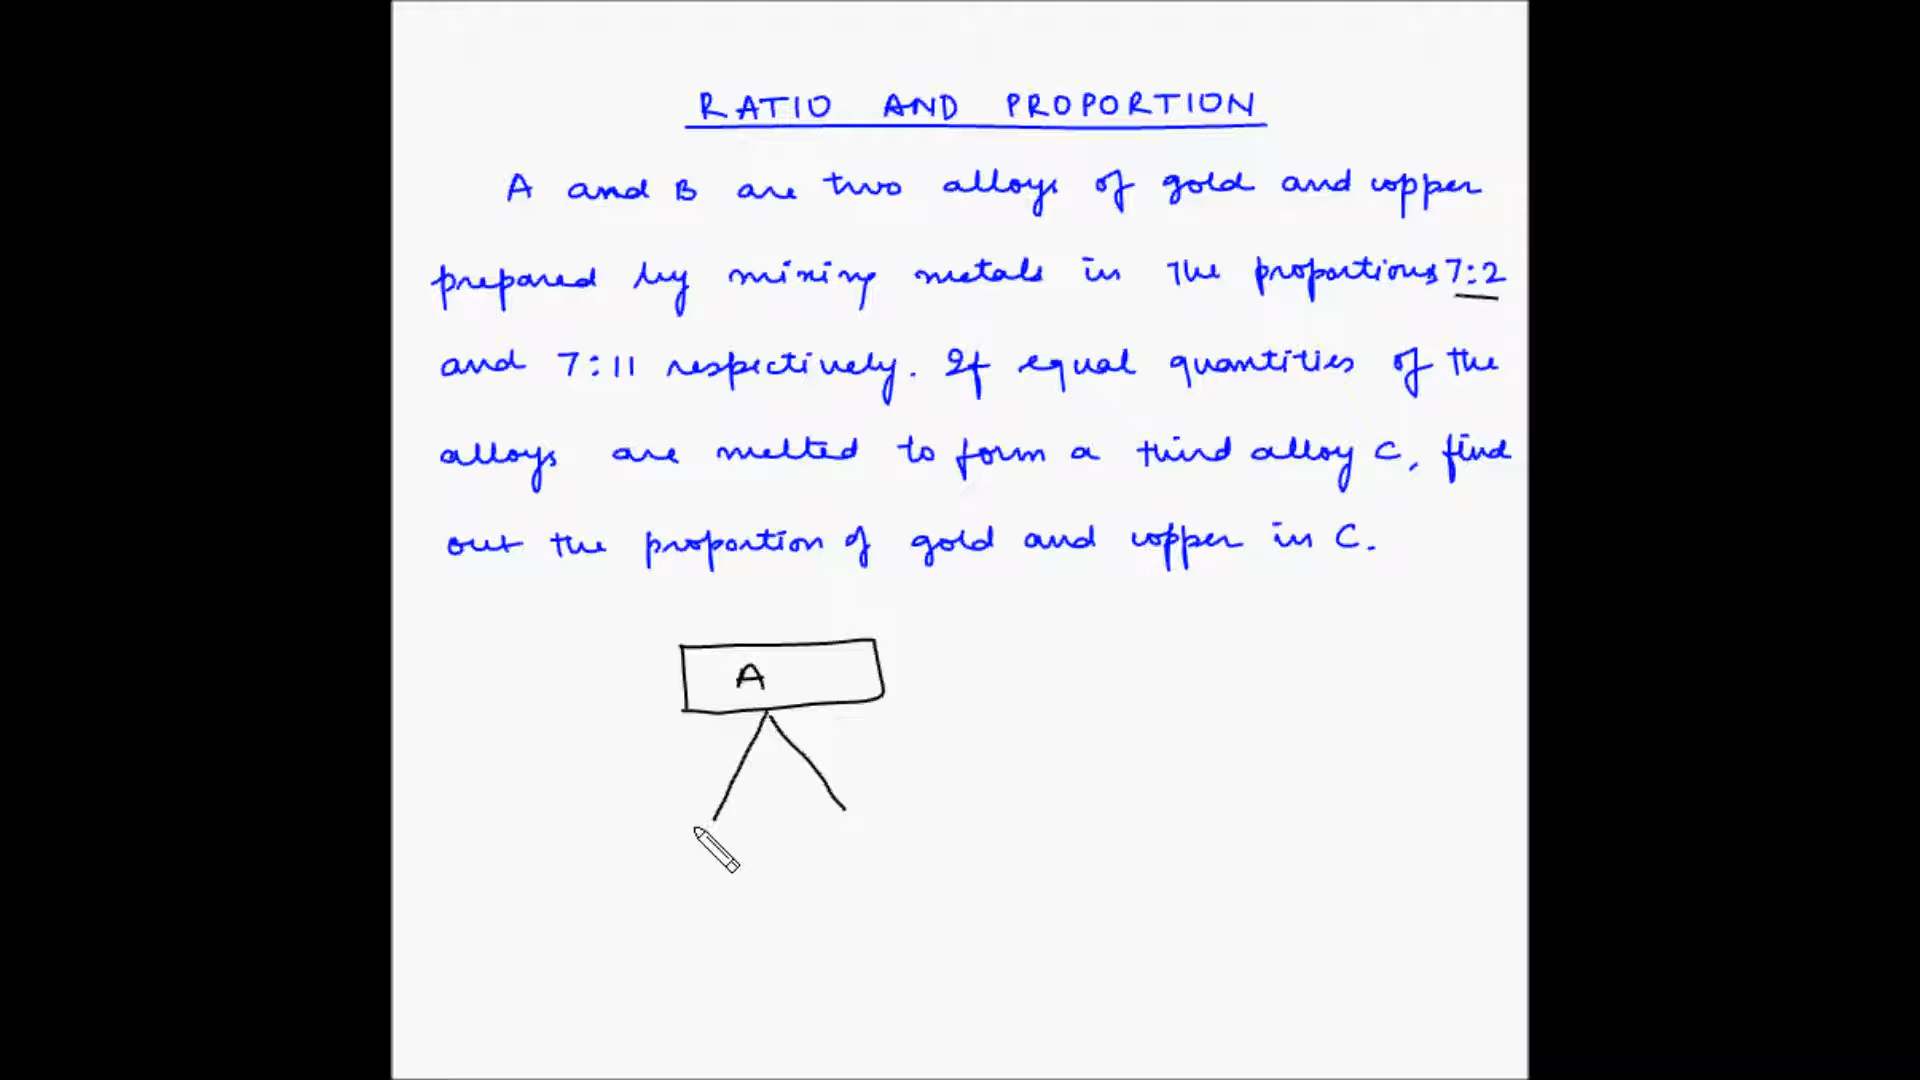 RATIO AND PROPORTION
A and B are two alloys of gold and copper
prepared by mixing metals in the proportions 7:2
and 7:11 respectively. If equal quantities of the
alloys are melted to form a third alloy C, find
out the proportion of gold and copper in C.
A